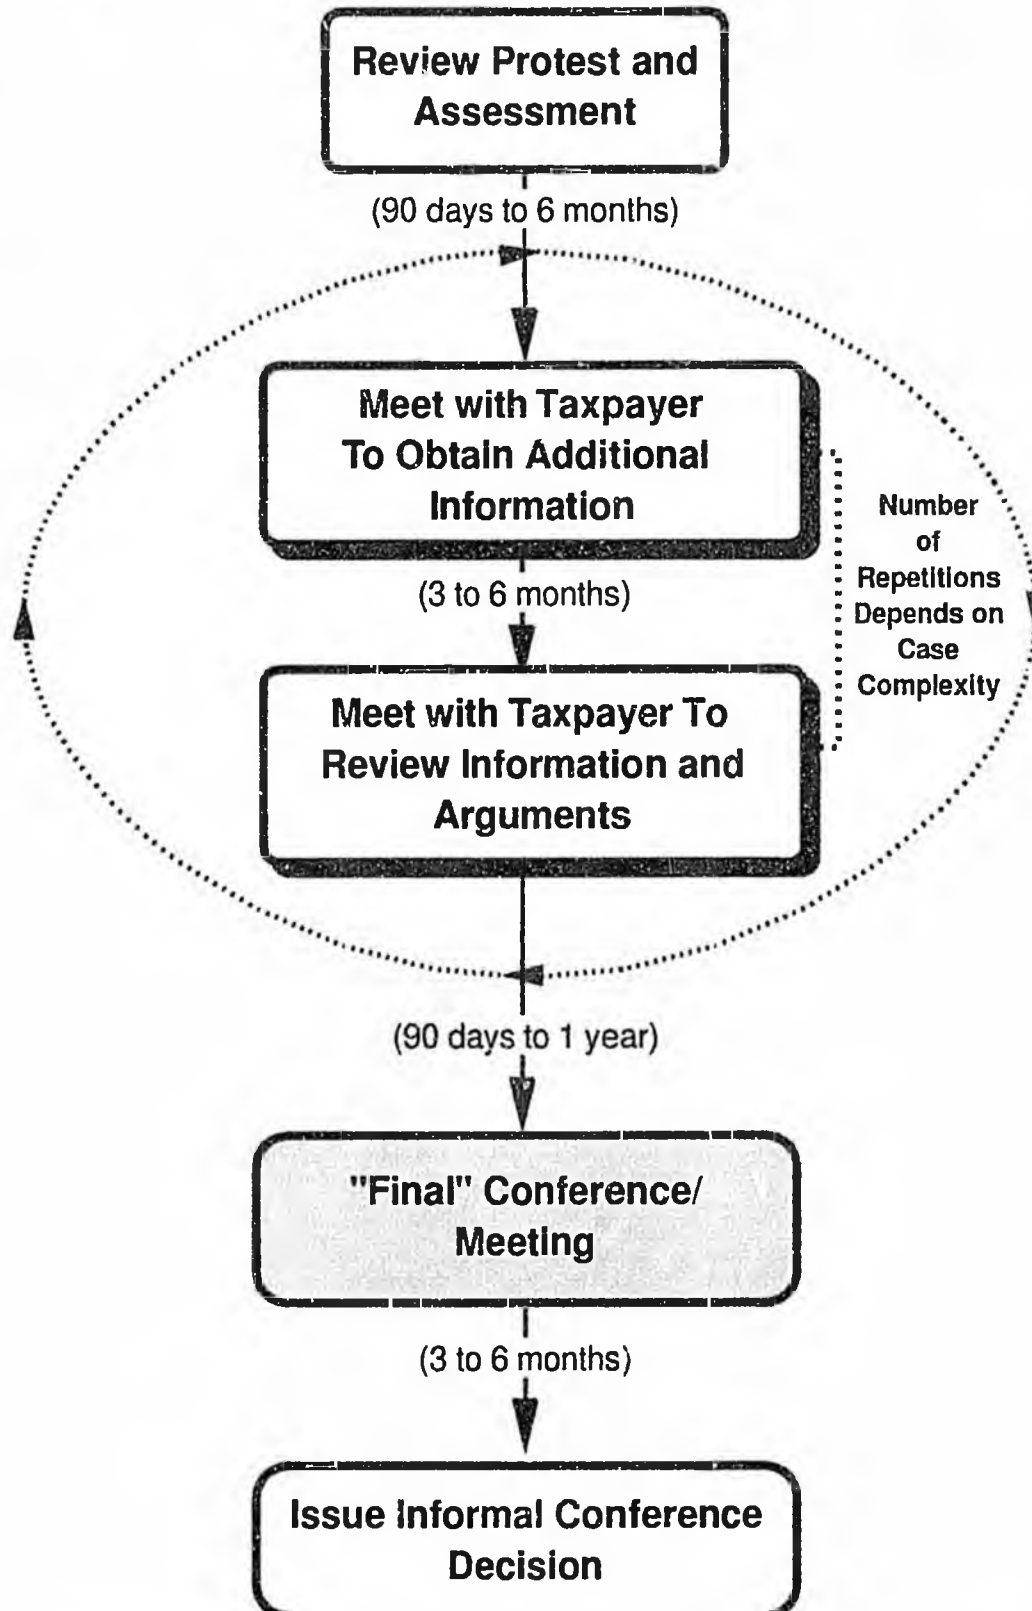 Review Protest and
Assessment
(90 days to 6 months)
Meet with Taxpayer
To Obtain Additional
Information
(3 to 6 months)
Number
of
Repetitions
Depends on
Case
Complexity
Meet with Taxpayer To
Review Information and
Arguments
(90 days to 1 year)
"Final" Conference/
Meeting
(3 to 6 months)
Issue Informal Conference
Decision